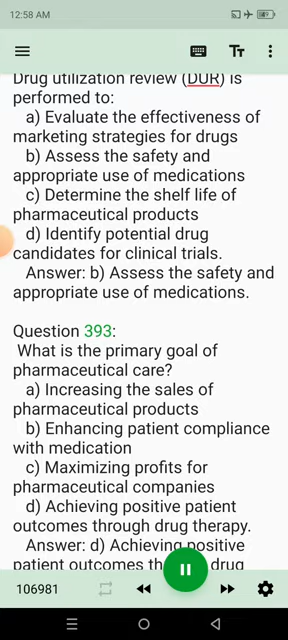 12:58 AM
Drug utilization review (DUR) is
performed to:
a) Evaluate the effectiveness of
marketing strategies for drugs
b) Assess the safety and
appropriate use of medications
c) Determine the shelf life of
pharmaceutical products
d) Identify potential drug
candidates for clinical trials.
Answer: b) Assess the safety and
appropriate use of medications.
Question 393:
What is the primary goal of
pharmaceutical care?
a) Increasing the sales of
pharmaceutical products
b) Enhancing patient compliance
with medication
c) Maximizing profits for
pharmaceutical companies
d) Achieving positive patient
outcomes through drug therapy.
Answer: d) Achieving positive
patient outcomes th drug
106981